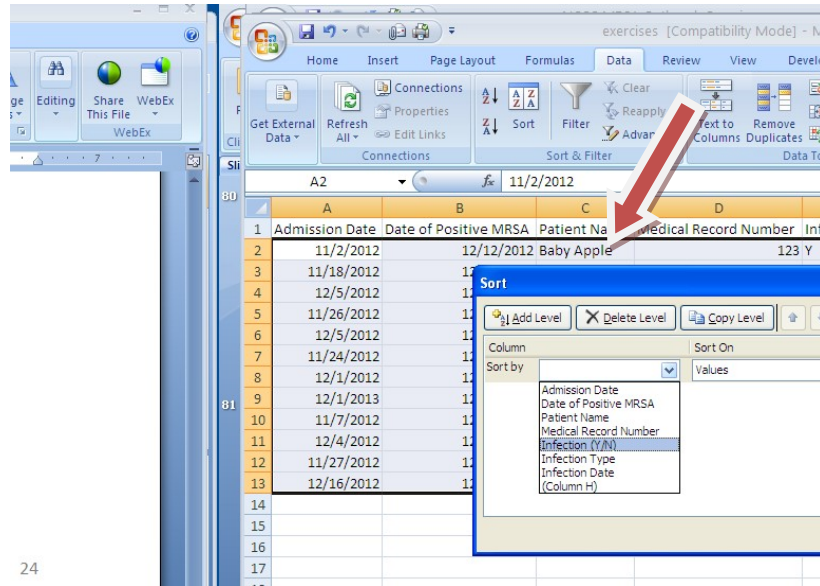 exercises [Compatibility Mode] -
Home Insert Page Layout Formulas Data Review View
Editing Share This File WebEx
WebEx
Get External Data
Refresh All
Connections
Properties
Edit Links
Connections
Sort
Filter
Clear
Reapply
Sort & Filter
Text to Columns
Remove Duplicates
7
A2 fx 11/2/2012
80
81
A B C D
1 Admission Date Date of Positive MRSA Patient Medical Record Number
2 11/2/2012 12/12/2012 Baby Apple 123 Y
3 11/18/2012
4 12/5/2012
5 11/26/2012
6 12/5/2012
7 11/24/2012
8 12/1/2012
9 12/1/2013
10 11/7/2012
11 12/4/2012
12 11/27/2012
13 12/16/2012
14
15
16
17
Sort
Add Level Delete Level Copy Level
Column Sort On
Sort by Values
Admission Date
Date of Positive MRSA
Patient Name
Medical Record Number
Infection (Y/N)
Infection Type
Infection Date
(Column H)
24